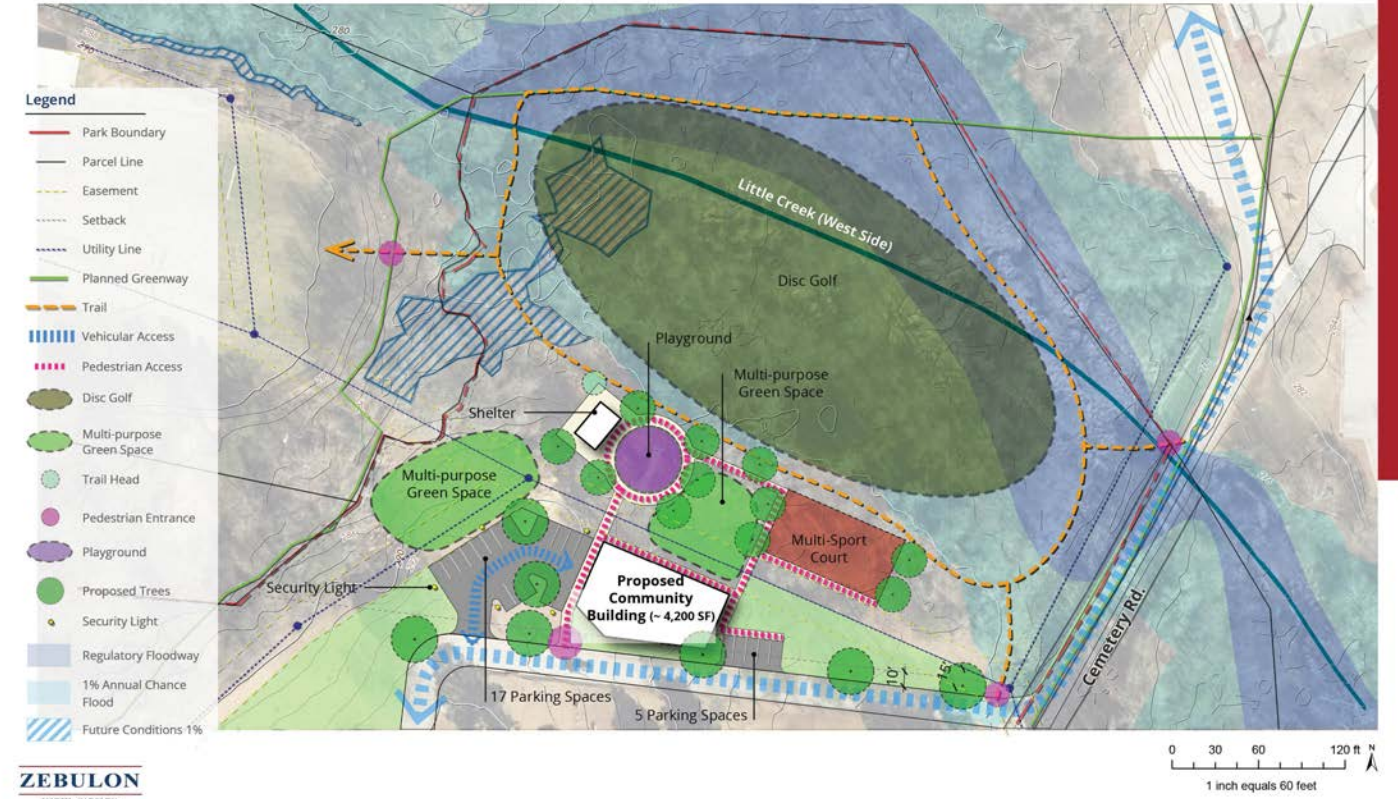 Legend
Park Boundary
Parcel Line
Easement
Setback
Utility Line
Planned Greenway
Trail
Vehicular Access
Pedestrian Access
Disc Golf
Multi-purpose
Green Space
Trail Head
Pedestrian Entrance
Playground
Proposed Trees
Security Light
Regulatory Floodway
1% Annual Chance
Flood
Future Conditions 1%
ZEBULON
280
290
Little Creek (West Side)
Disc Golf
Playground
Multi-purpose
Green Space
Shelter
Multi-purpose
Green Space
Multi-Sport
Court
Security Light
Proposed
Community
Building (~ 4,200 SF)
17 Parking Spaces
5 Parking Spaces
10'
15'
Cemetery Rd.
0 30 60 120 ft N
1 inch equals 60 feet